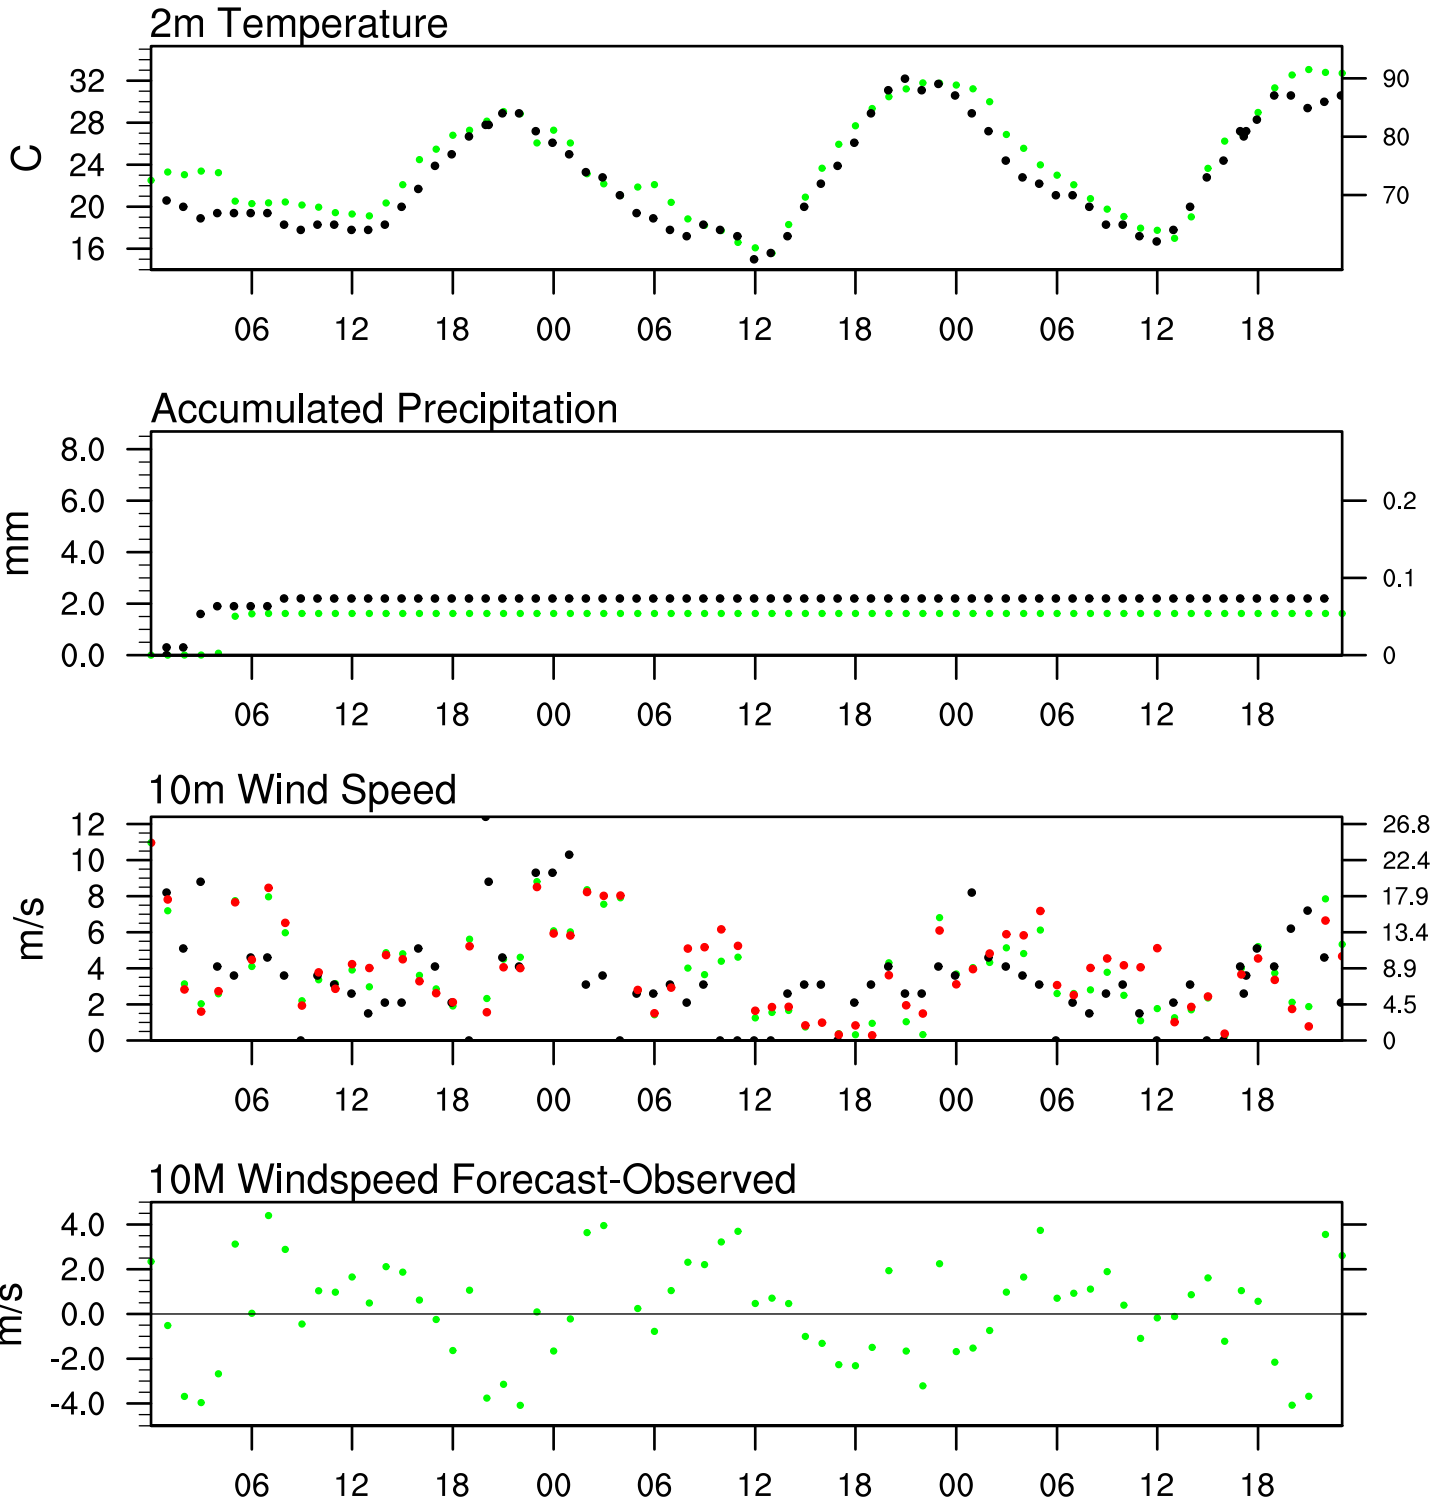 2m Temperature
32
28
24
20
16
C
90
80
70
06 12 18 00 06 12 18 00 06 12 18
Accumulated Precipitation
8.0
6.0
4.0
2.0
0.0
mm
0.2
0.1
0
06 12 18 00 06 12 18 00 06 12 18
10m Wind Speed
12
10
8
6
4
2
0
m/s
26.8
22.4
17.9
13.4
8.9
4.5
0
06 12 18 00 06 12 18 00 06 12 18
10M Windspeed Forecast-Observed
4.0
2.0
0.0
-2.0
-4.0
m/s
06 12 18 00 06 12 18 00 06 12 18